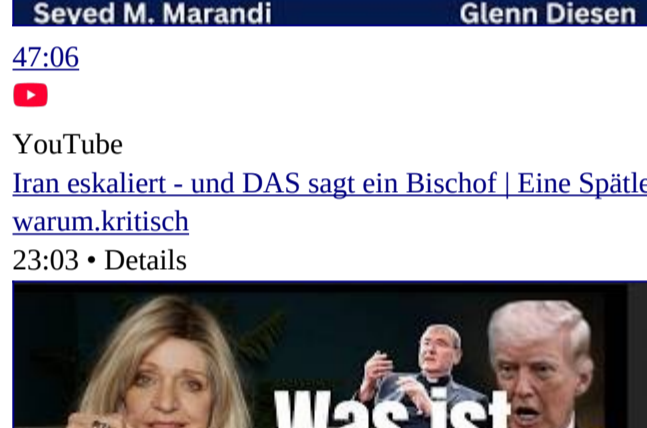 Seyed M. Marandi Glenn Diesen
47:06
YouTube
Iran eskaliert - und DAS sagt ein Bischof | Eine Spätle
warum.kritisch
23:03 • Details
Was ist